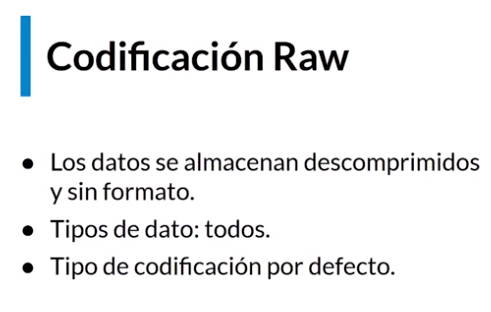 Codificación Raw
● Los datos se almacenan descomprimidos
y sin formato.
● Tipos de dato: todos.
● Tipo de codificación por defecto.